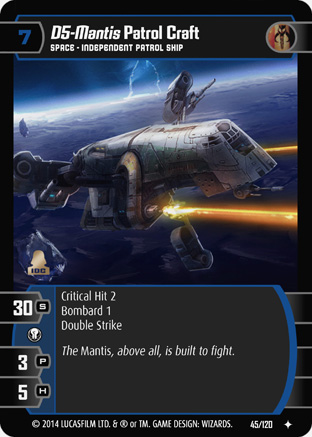 7
D5-Mantis Patrol Craft
SPACE - INDEPENDENT PATROL SHIP
IDC
30 S
3 P
5 H
Critical Hit 2
Bombard 1
Double Strike
The Mantis, above all, is built to fight.
© 2014 LUCASFILM LTD. & ® or TM. GAME DESIGN: WIZARDS.
45/120